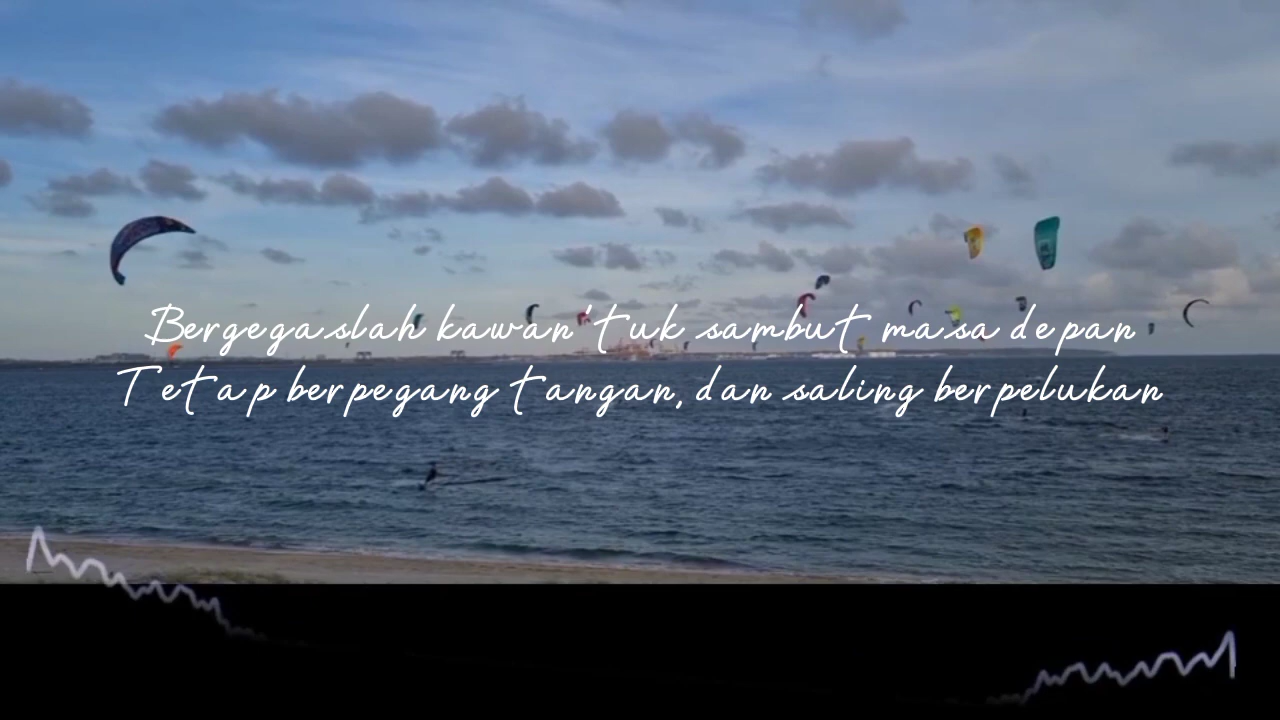 Bergegaslah kawan 'tuk sambut masa depan
Tetap berpegang tangan, dan saling berpelukan